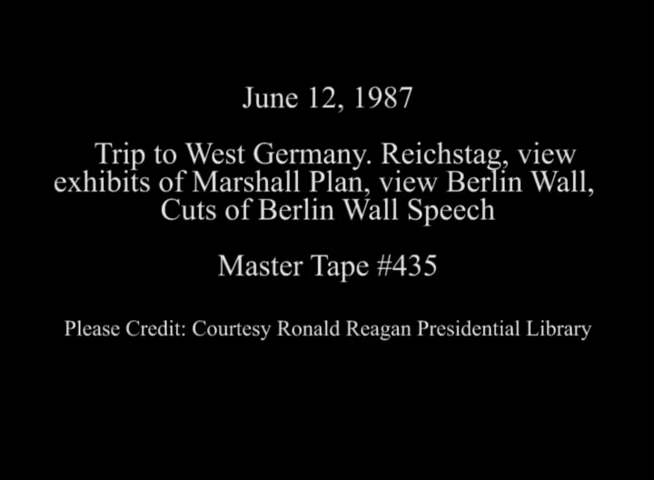 June 12, 1987
Trip to West Germany. Reichstag, view
exhibits of Marshall Plan, view Berlin Wall,
Cuts of Berlin Wall Speech
Master Tape #435
Please Credit: Courtesy Ronald Reagan Presidential Library